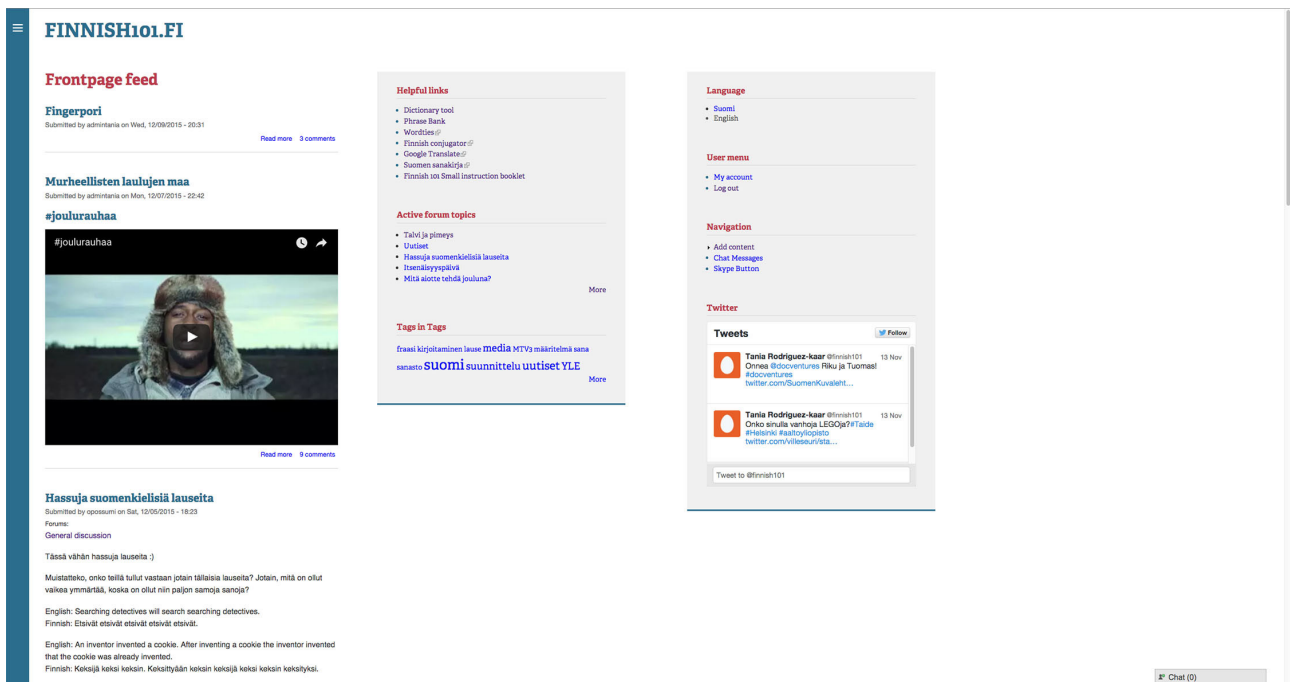 FINNISH101.FI
Frontpage feed
Fingerpori
Submitted by admintania on Wed, 12/09/2015 - 20:31
Read more 3 comments
Murheellisten laulujen maa
Submitted by admintania on Mon, 12/07/2015 - 22:42
#joulurauhaa
#joulurauhaa
Read more 9 comments
Hassuja suomenkielisiä lauseita
Submitted by opossumi on Sat, 12/05/2015 - 18:23
Forums:
General discussion
Tässä vähän hassuja lauseita :)
Muistatteko, onko teillä tullut vastaan jotain tällaisia lauseita? Jotain, mitä on ollut
vaikea ymmärtää, koska on ollut niin paljon samoja sanoja?
English: Searching detectives will search searching detectives.
Finnish: Etsivät etsivät etsivät etsivät etsivät.
English: An inventor invented a cookie. After inventing a cookie the inventor invented
that the cookie was already invented.
Finnish: Keksijä keksi keksin. Keksittyään keksin keksijä keksi keksin keksityksi.
Helpful links
Dictionary tool
Phrase Bank
Wordties
Finnish conjugator
Google Translate
Suomen sanakirja
Finnish 101 Small instruction booklet
Active forum topics
Talvi ja pimeys
Uutiset
Hassuja suomenkielisiä lauseita
Itsenäisyyspäivä
Mitä aiotte tehdä jouluna?
More
Tags in Tags
fraasi kirjoitaminen lause media MTV3 määritelmä sana
sanasto suomi suunnittelu uutiset YLE
More
Language
Suomi
English
User menu
My account
Log out
Navigation
Add content
Chat Messages
Skype Button
Twitter
Tweets Follow
Tania Rodriguez-kaar @finnish101 13 Nov
Onnea @docventures Riku ja Tuomas!
#docventures
twitter.com/SuomenKuvaleht…
Tania Rodriguez-kaar @finnish101 13 Nov
Onko sinulla vanhoja LEGOja?#Taide
#Helsinki #aaltoyliopisto
twitter.com/villeseuri/sta…
Tweet to @finnish101
Chat (0)